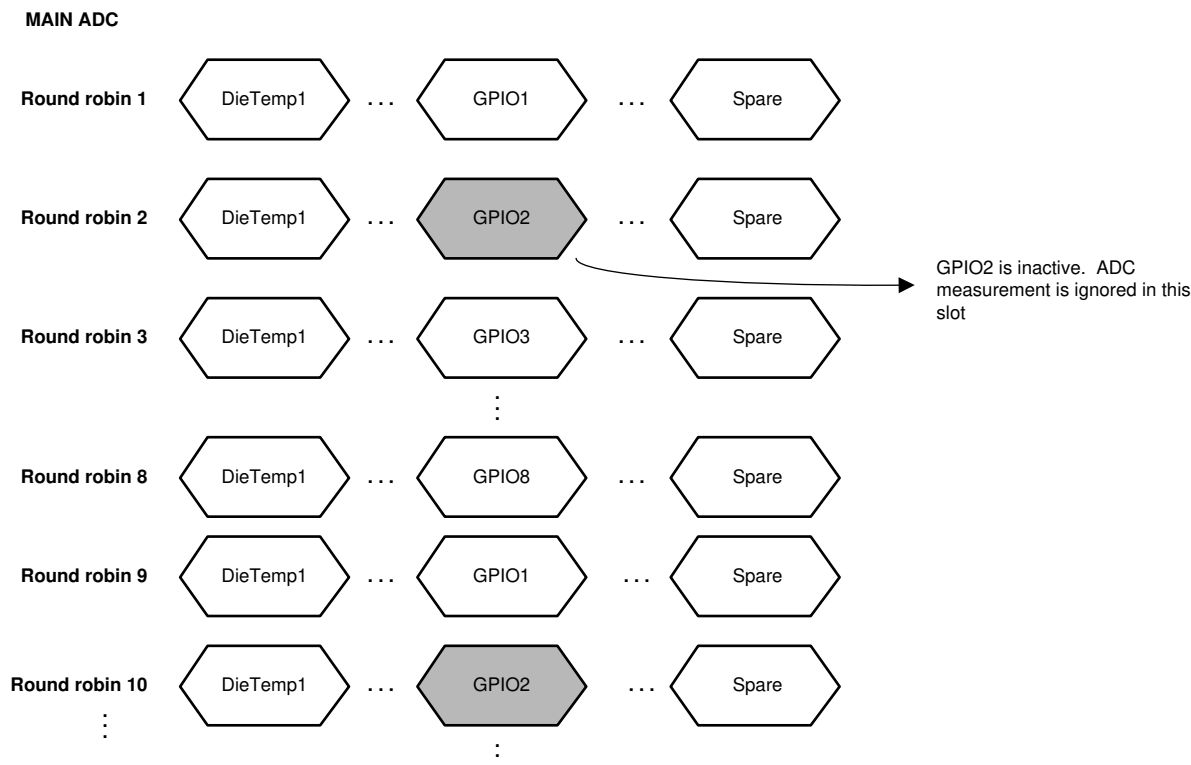 MAIN ADC
Round robin 1 DieTemp1 ... GPIO1 ... Spare
Round robin 2 DieTemp1 ... GPIO2 ... Spare
GPIO2 is inactive. ADC
measurement is ignored in this
slot
Round robin 3 DieTemp1 ... GPIO3 ... Spare
Round robin 8 DieTemp1 ... GPIO8 ... Spare
Round robin 9 DieTemp1 ... GPIO1 ... Spare
Round robin 10 DieTemp1 ... GPIO2 ... Spare